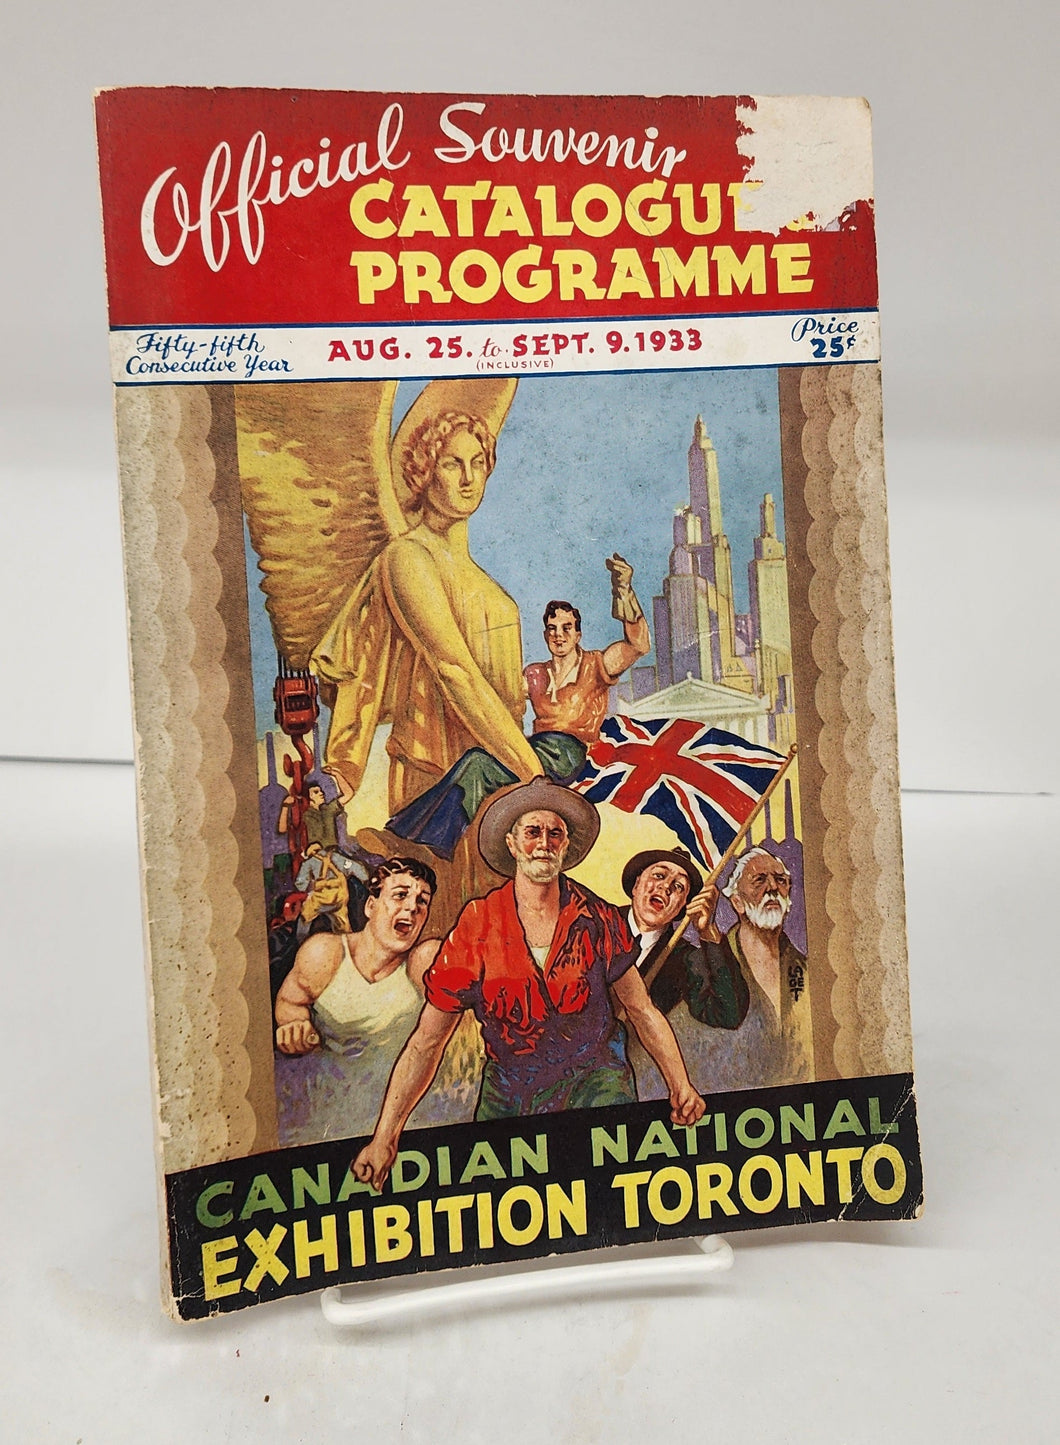 Official Souvenir
CATALOGU
PROGRAMME
Fifty-fifth
Consecutive Year
AUG. 25. to SEPT. 9. 1933
(INCLUSIVE)
Price
25¢
CANADIAN NATIONAL
EXHIBITION TORONTO